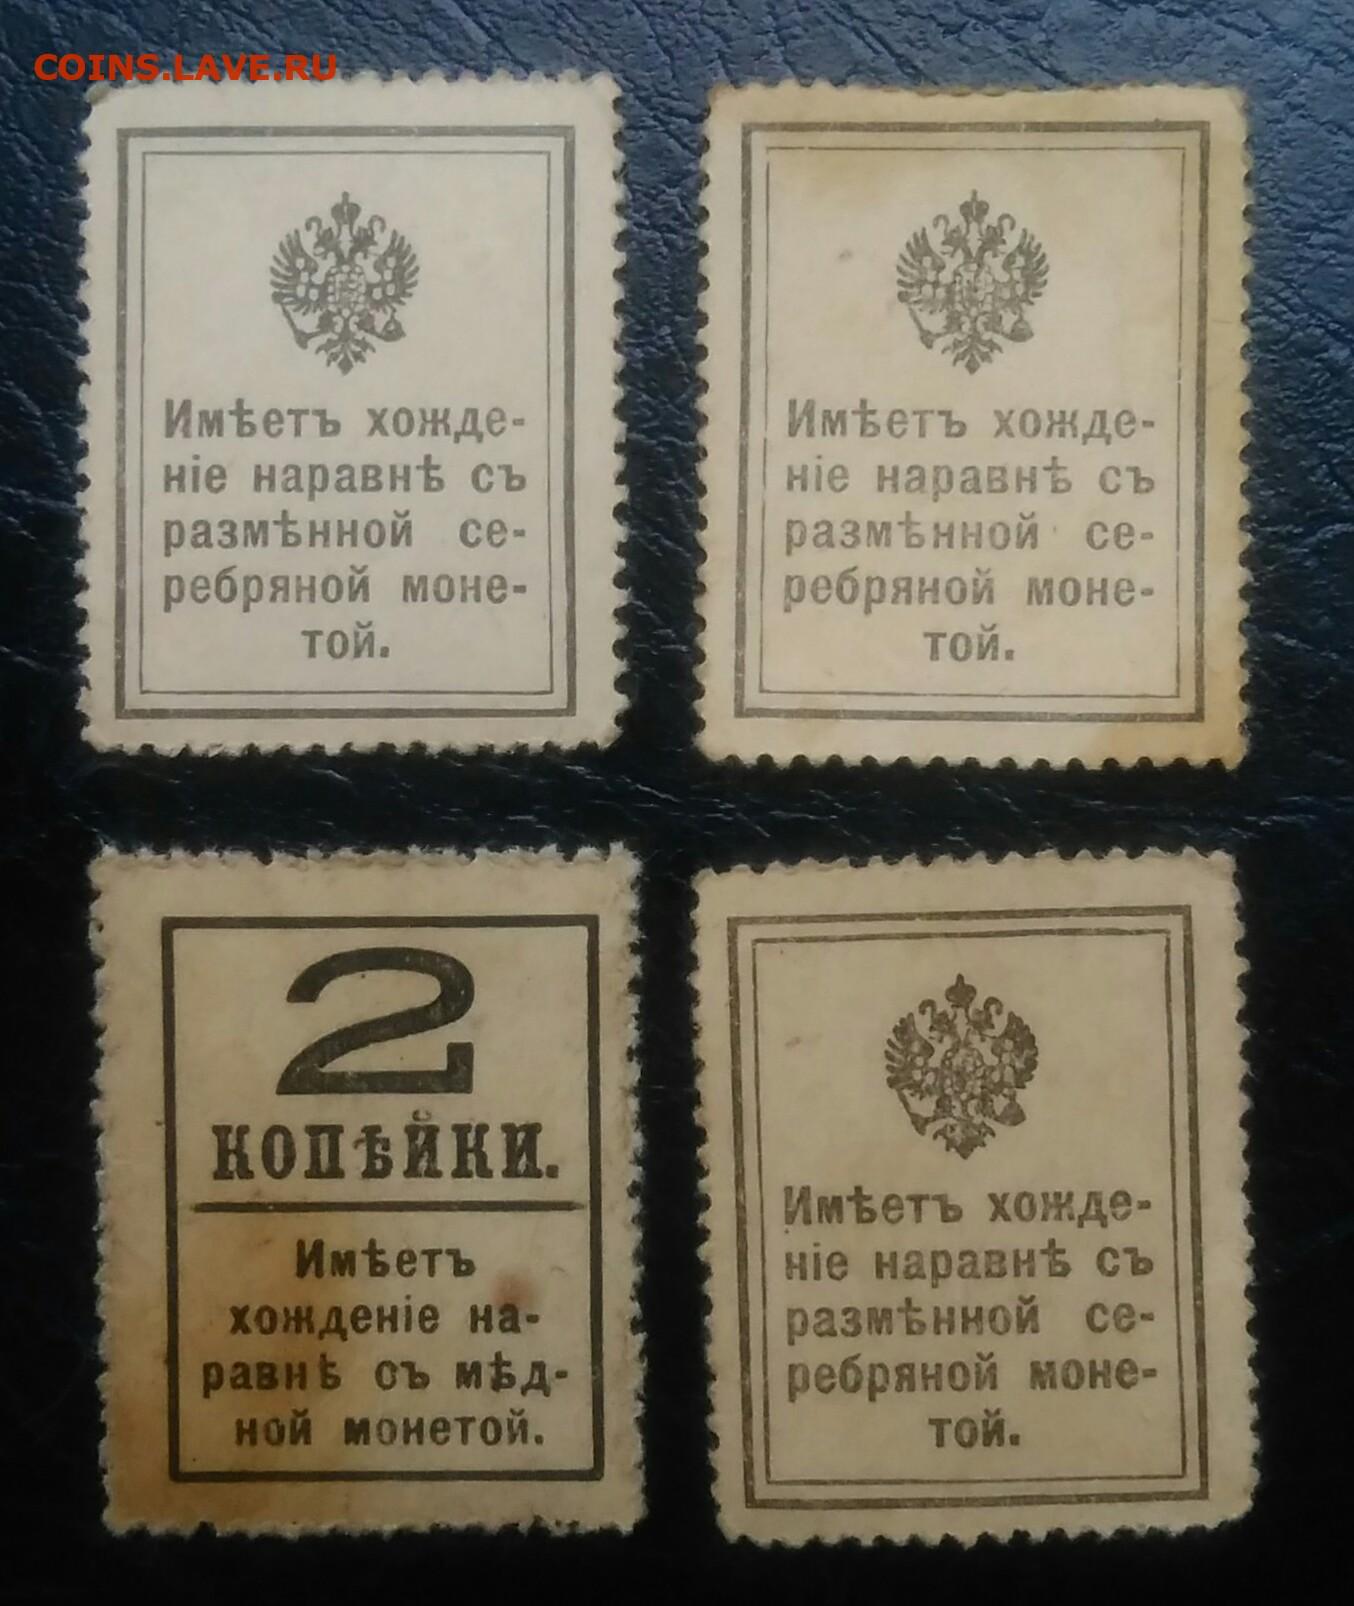 COINS.LAVE.RU
Имѣетъ хожде-
ніе наравнѣ съ
размѣнной се-
ребряной моне-
той.
Имѣетъ хожде-
ніе наравнѣ съ
размѣнной се-
ребряной моне-
той.
2
КОПѢЙКИ.
Имѣетъ
хожденіе на-
равнѣ съ мѣд-
ной монетой.
Имѣетъ хожде-
ніе наравнѣ съ
размѣнной се-
ребряной моне-
той.